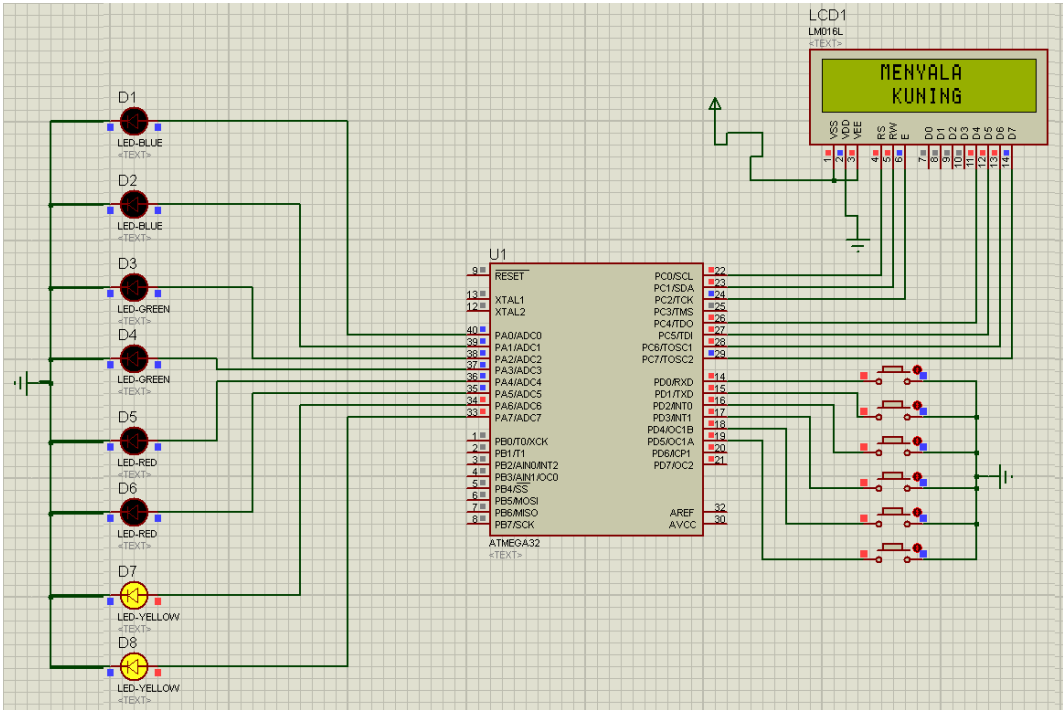 LCD1
LM016L
<TEXT>
MENYALA
KUNING
VSS VDD VEE RS RW E D0 D1 D2 D3 D4 D5 D6 D7
1 2 3 4 5 6 7 8 9 10 11 12 13 14
D1
LED-BLUE
<TEXT>
D2
LED-BLUE
<TEXT>
D3
LED-GREEN
<TEXT>
D4
LED-GREEN
<TEXT>
D5
LED-RED
<TEXT>
D6
LED-RED
<TEXT>
D7
LED-YELLOW
<TEXT>
D8
LED-YELLOW
<TEXT>
U1
9 RESET
13 XTAL1
12 XTAL2
40 PA0/ADC0
39 PA1/ADC1
38 PA2/ADC2
37 PA3/ADC3
36 PA4/ADC4
35 PA5/ADC5
34 PA6/ADC6
33 PA7/ADC7
1 PB0/T0/XCK
2 PB1/T1
3 PB2/AIN0/INT2
4 PB3/AIN1/OC0
5 PB4/SS
6 PB5/MOSI
7 PB6/MISO
8 PB7/SCK
PC0/SCL 22
PC1/SDA 23
PC2/TCK 24
PC3/TMS 25
PC4/TDO 26
PC5/TDI 27
PC6/TOSC1 28
PC7/TOSC2 29
PD0/RXD 14
PD1/TXD 15
PD2/INT0 16
PD3/INT1 17
PD4/OC1B 18
PD5/OC1A 19
PD6/ICP1 20
PD7/OC2 21
AREF 32
AVCC 30
ATMEGA32
<TEXT>